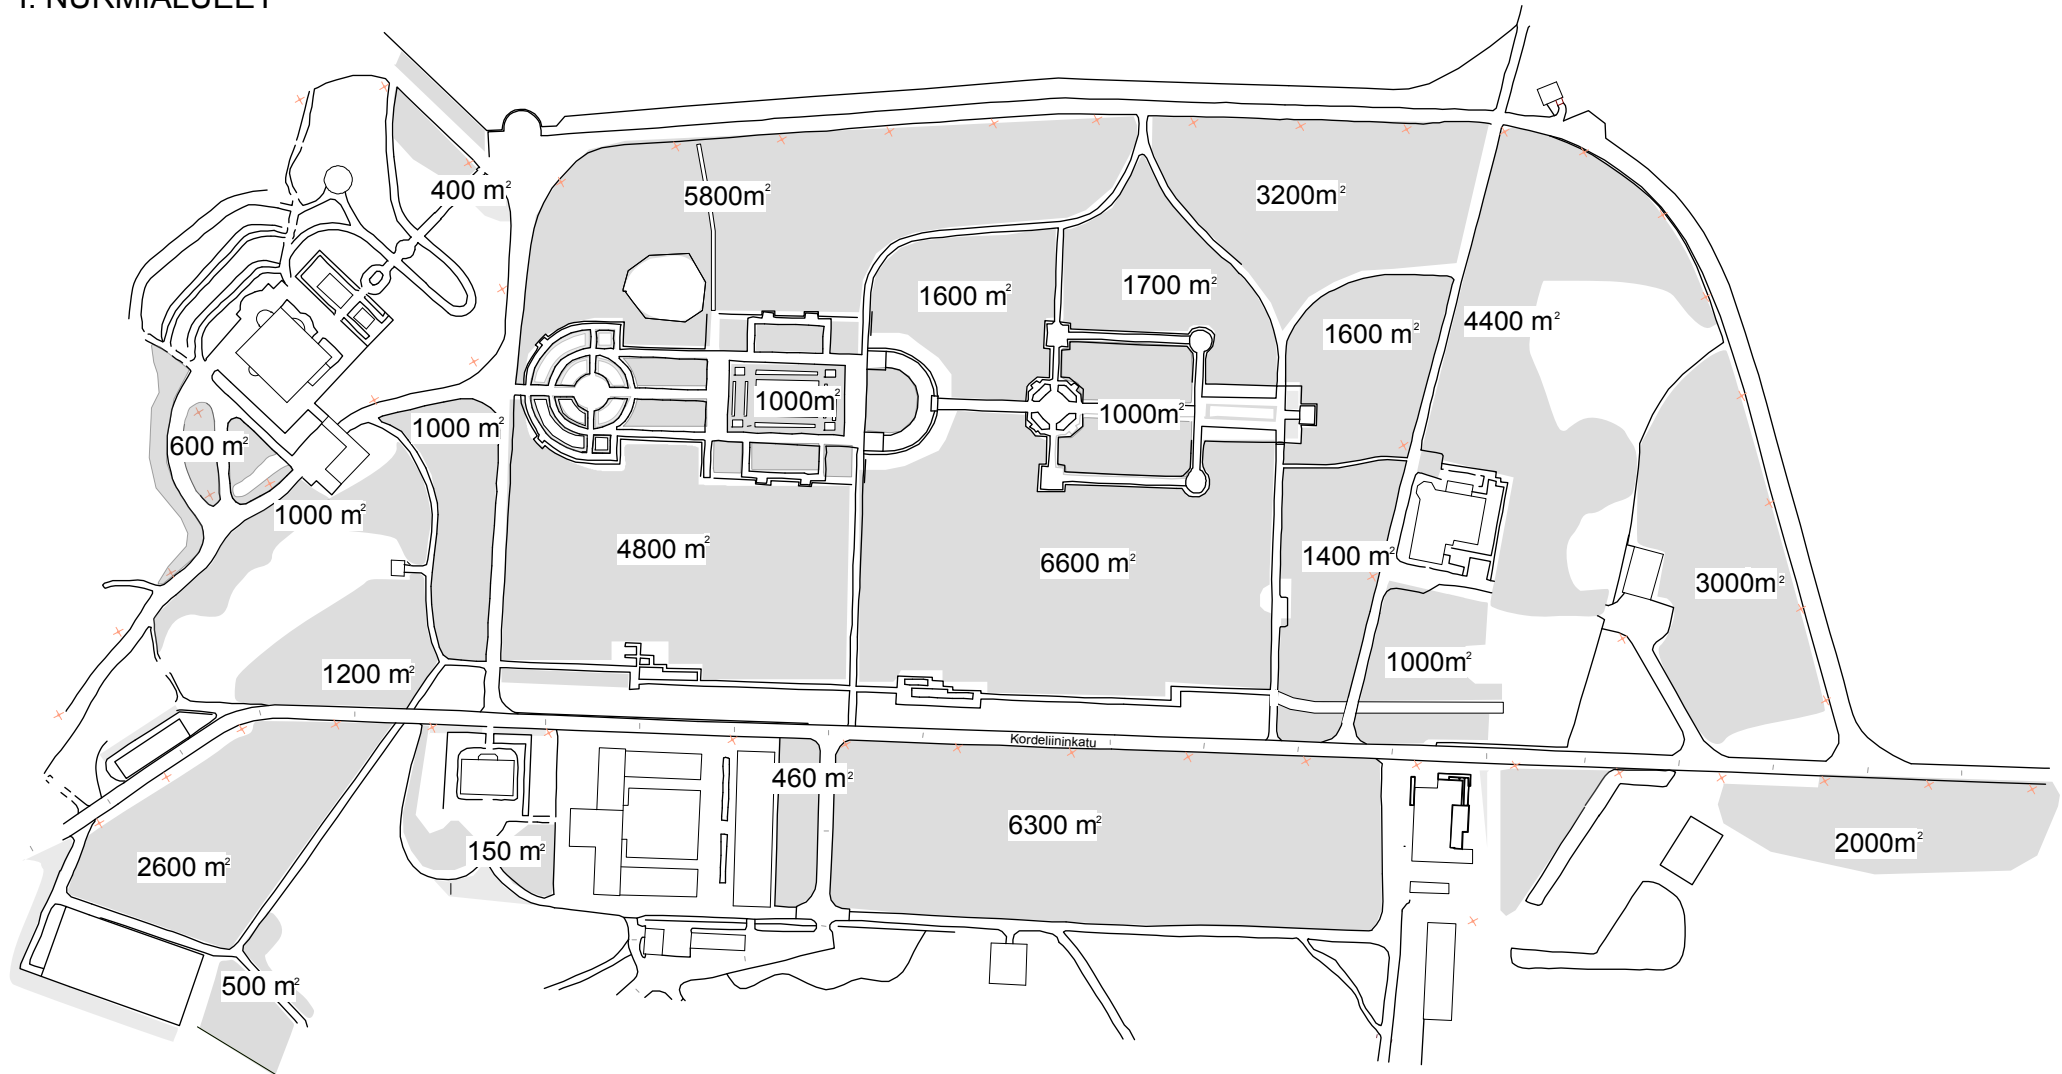 1. NURMIALUEET
400 m²
5800m²
3200m²
1600 m²
1700 m²
1600 m²
4400 m²
1000m²
1000m²
1000 m²
600 m²
1000 m²
4800 m²
6600 m²
1400 m²
3000m²
1200 m²
1000m²
Kordeliininkatu
460 m²
6300 m²
150 m²
2600 m²
2000m²
500 m²